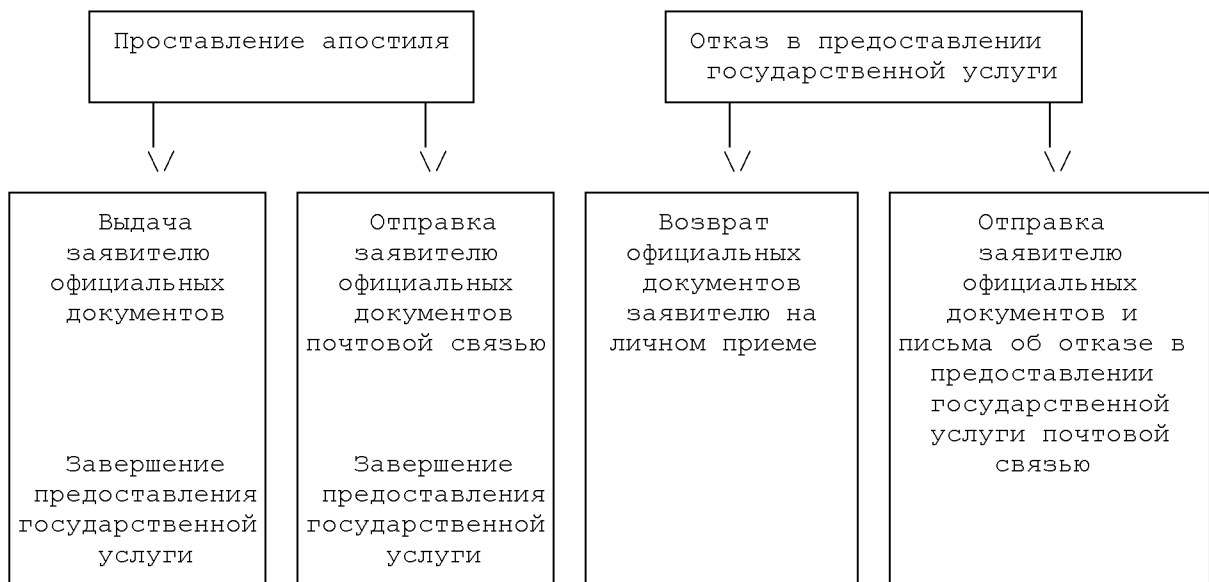 Проставление апостиля
Отказ в предоставлении
государственной услуги
\/
\/
\/
\/
Выдача
заявителю
официальных
документов
Завершение
предоставления
государственной
услуги
Отправка
заявителю
официальных
документов
почтовой связью
Завершение
предоставления
государственной
услуги
Возврат
официальных
документов
заявителю на
личном приеме
Отправка
заявителю
официальных
документов и
письма об отказе в
предоставлении
государственной
услуги почтовой
связью